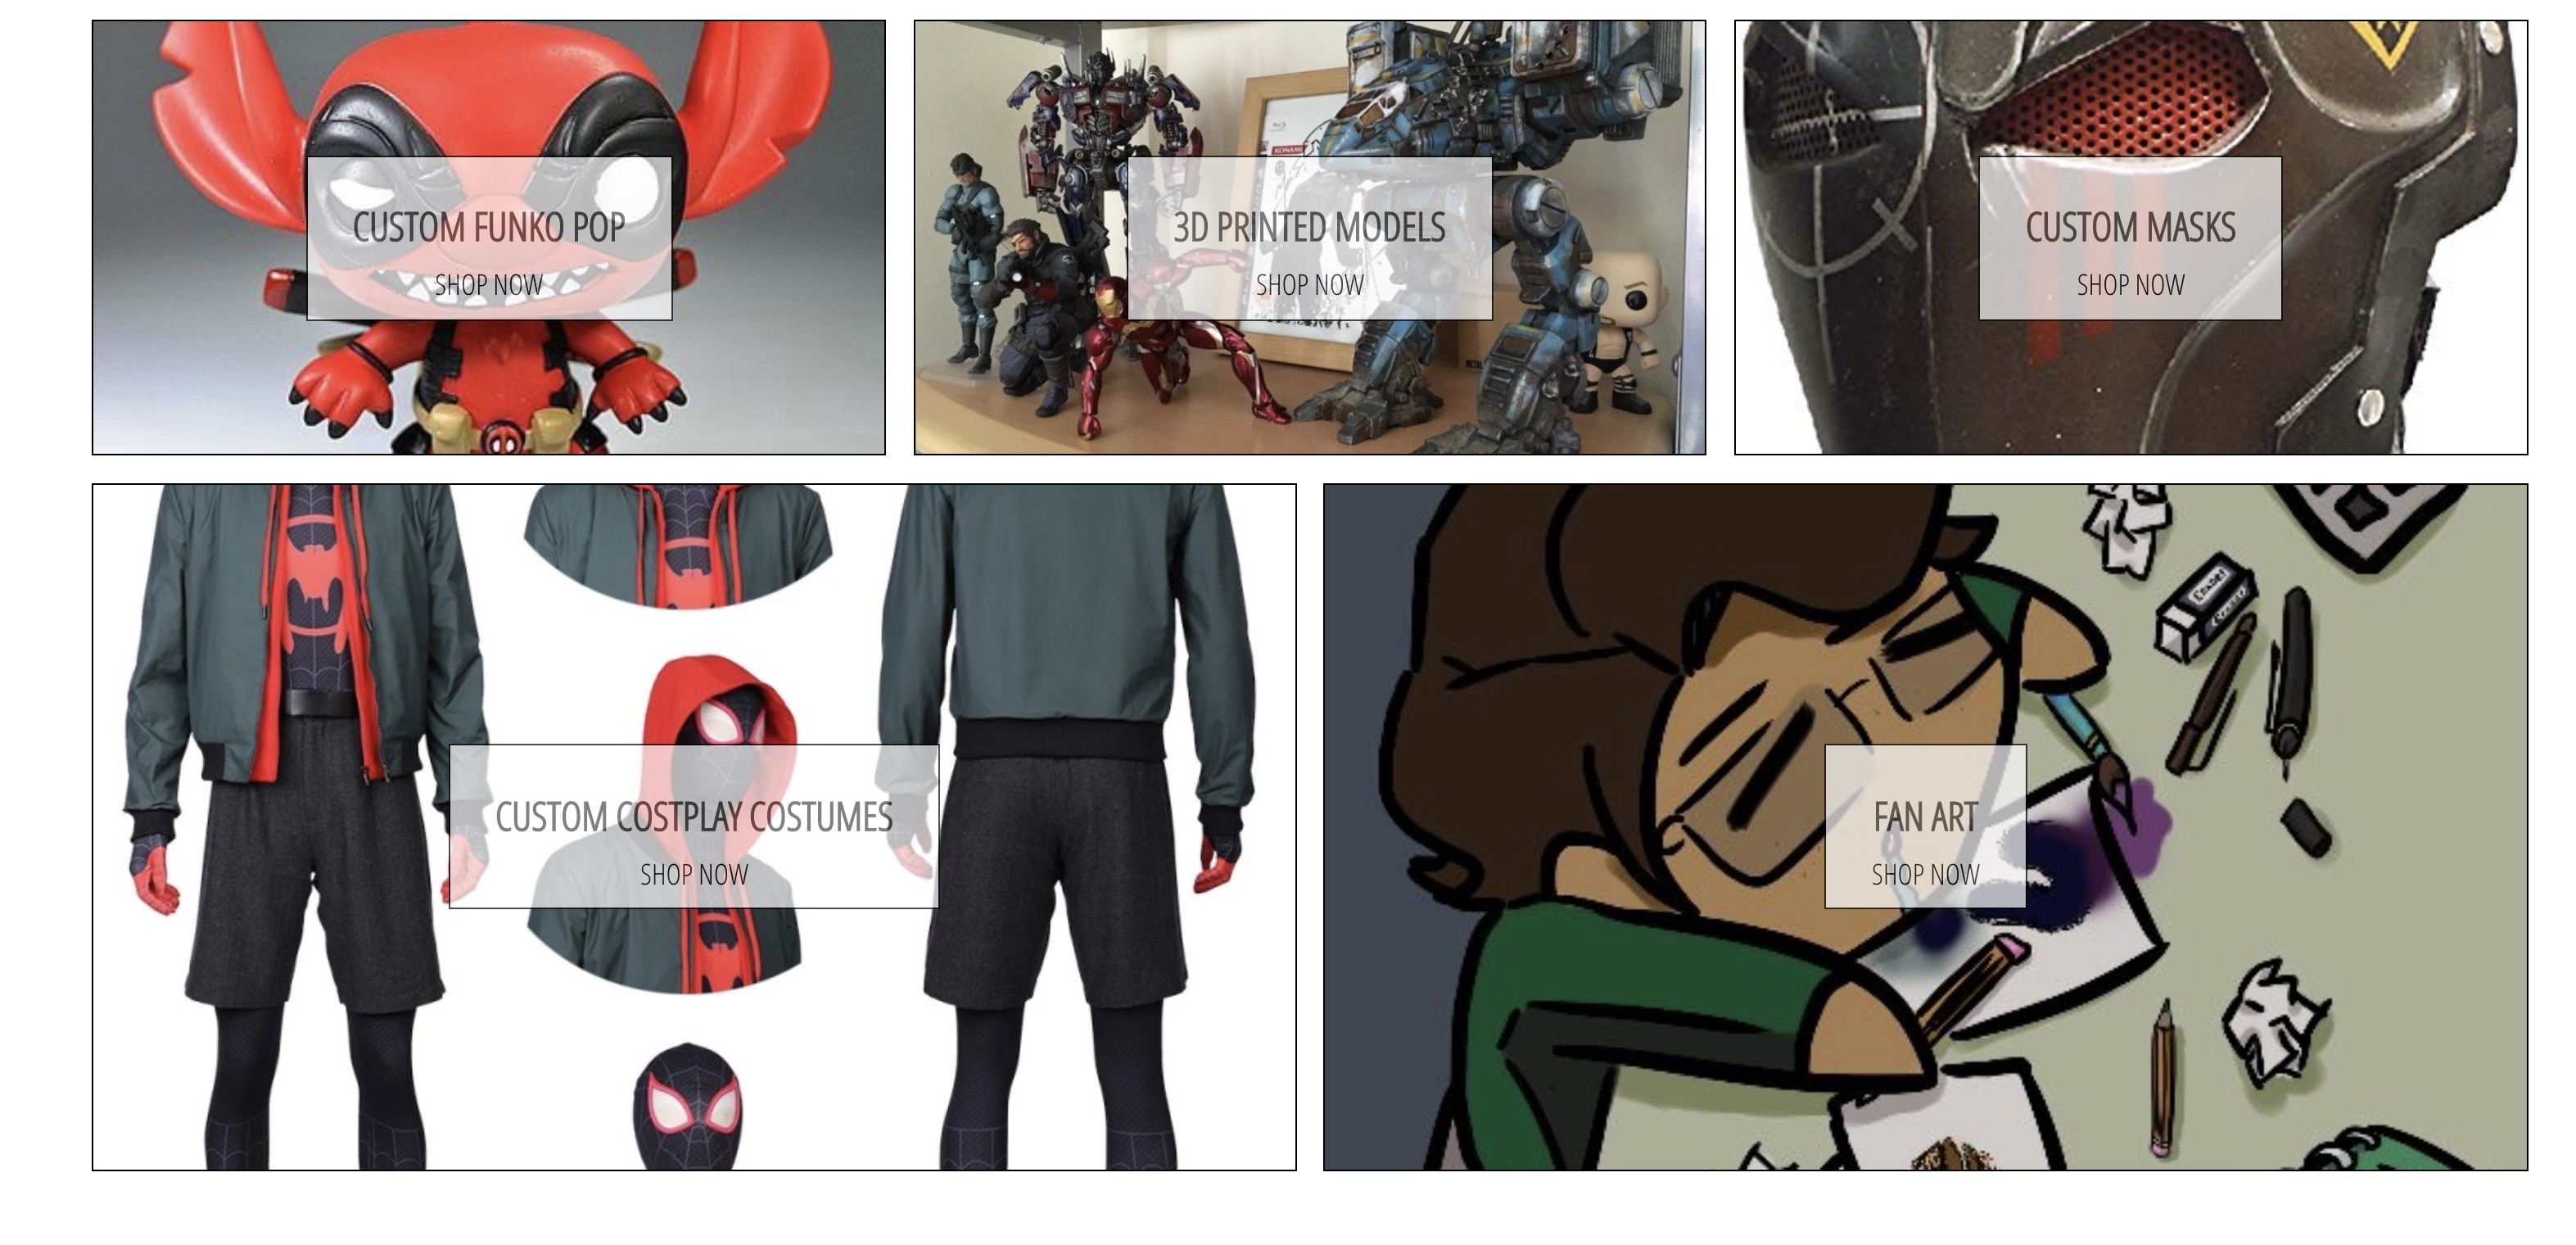 CUSTOM FUNKO POP
SHOP NOW
KONAMI
3D PRINTED MODELS
SHOP NOW
CUSTOM MASKS
SHOP NOW
CUSTOM COSTPLAY COSTUMES
SHOP NOW
FAN ART
SHOP NOW